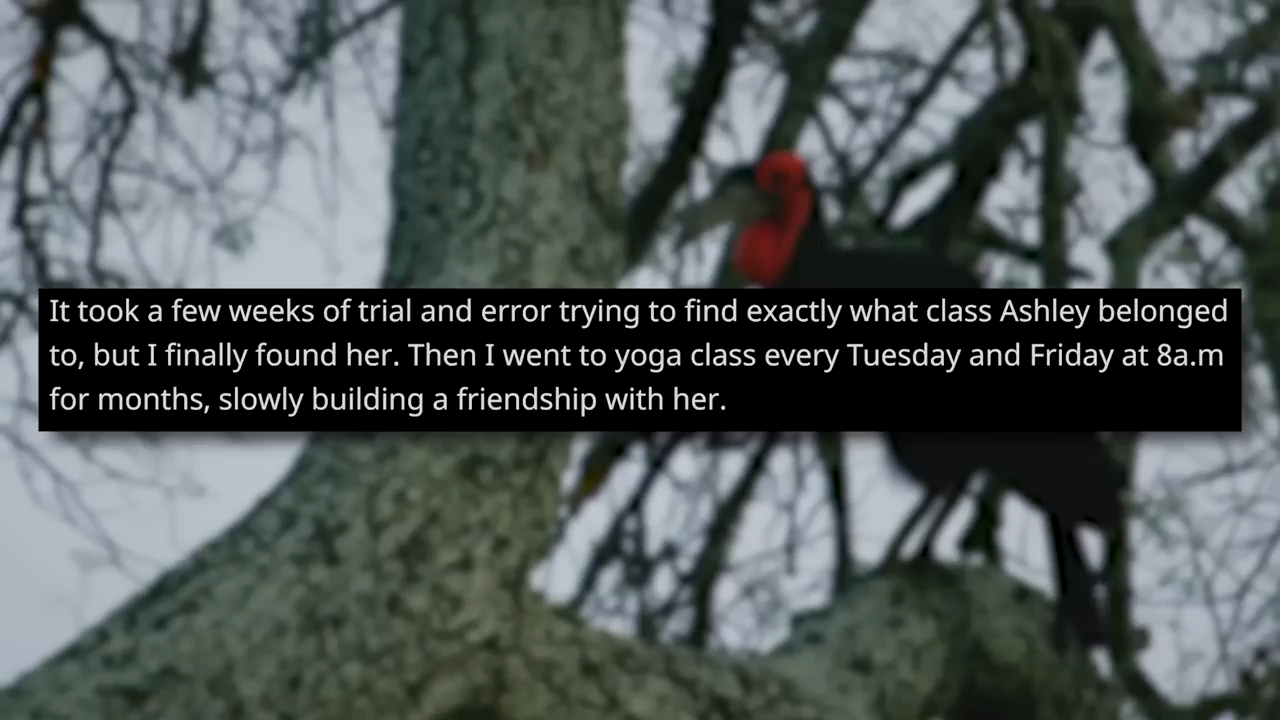 It took a few weeks of trial and error trying to find exactly what class Ashley belonged
to, but I finally found her. Then I went to yoga class every Tuesday and Friday at 8a.m
for months, slowly building a friendship with her.